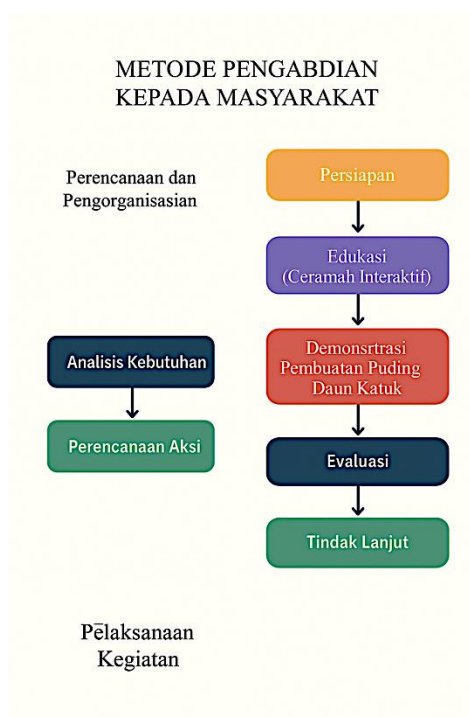 METODE PENGABDIAN
KEPADA MASYARAKAT
Perencanaan dan
Pengorganisasian
Persiapan
Edukasi
(Ceramah Interaktif)
Analisis Kebutuhan
Perencanaan Aksi
Demonsrtrasi
Pembuatan Puding
Daun Katuk
Evaluasi
Tindak Lanjut
Pēlaksanaan
Kegiatan